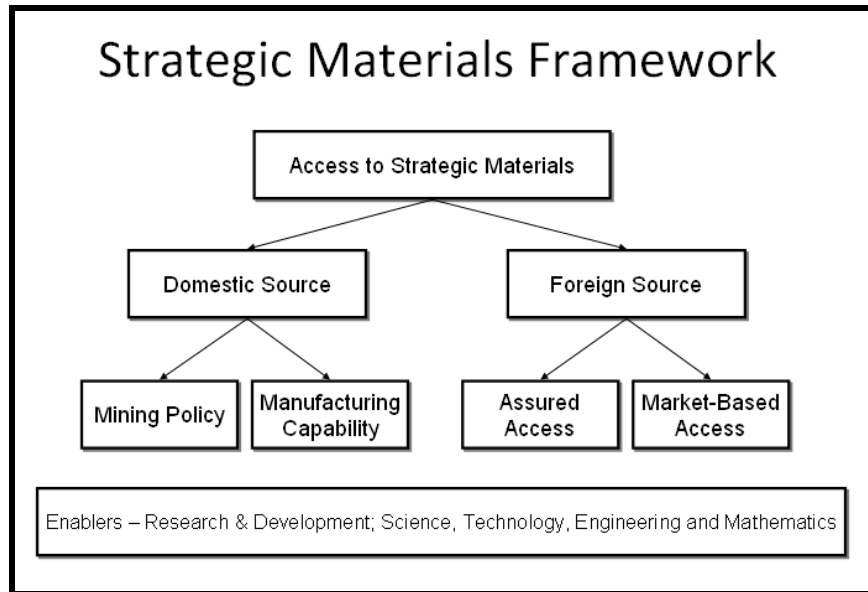 Strategic Materials Framework
Access to Strategic Materials
Domestic Source
Foreign Source
Mining Policy
Manufacturing
Capability
Assured
Access
Market-Based
Access
Enablers – Research & Development; Science, Technology, Engineering and Mathematics